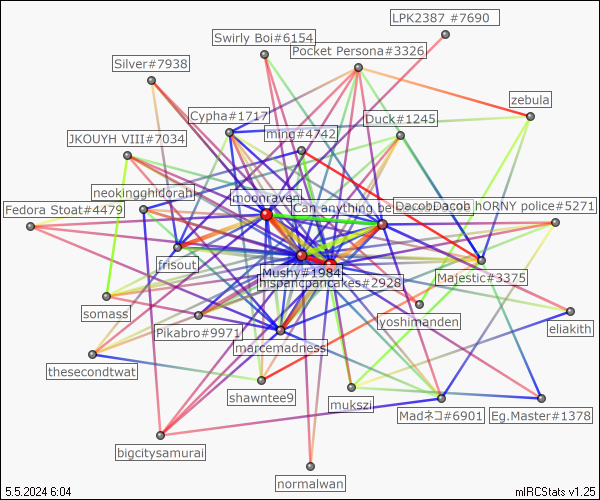 LPK2387 #7690
Swirly Boi#6154
Pocket Persona#3326
Silver#7938
zebula
Cypha#1717
Duck#1245
ming#4742
JKOUYH VIII#7034
neokingghidorah
moonraven
Can anything be
Dacob hORNY police#5271
Fedora Stoat#4479
frisout
Mushy#1984
Majestic#3375
hispanicpancakes#2928
somass
yoshimanden
eliakith
Pikabro#9971
marcemadness
thesecondtwat
shawntee9
mukszi
Madネコ#6901
Eg.Master#1378
bigcitysamurai
normalwan
5.5.2024 6:04
mIRCStats v1.25